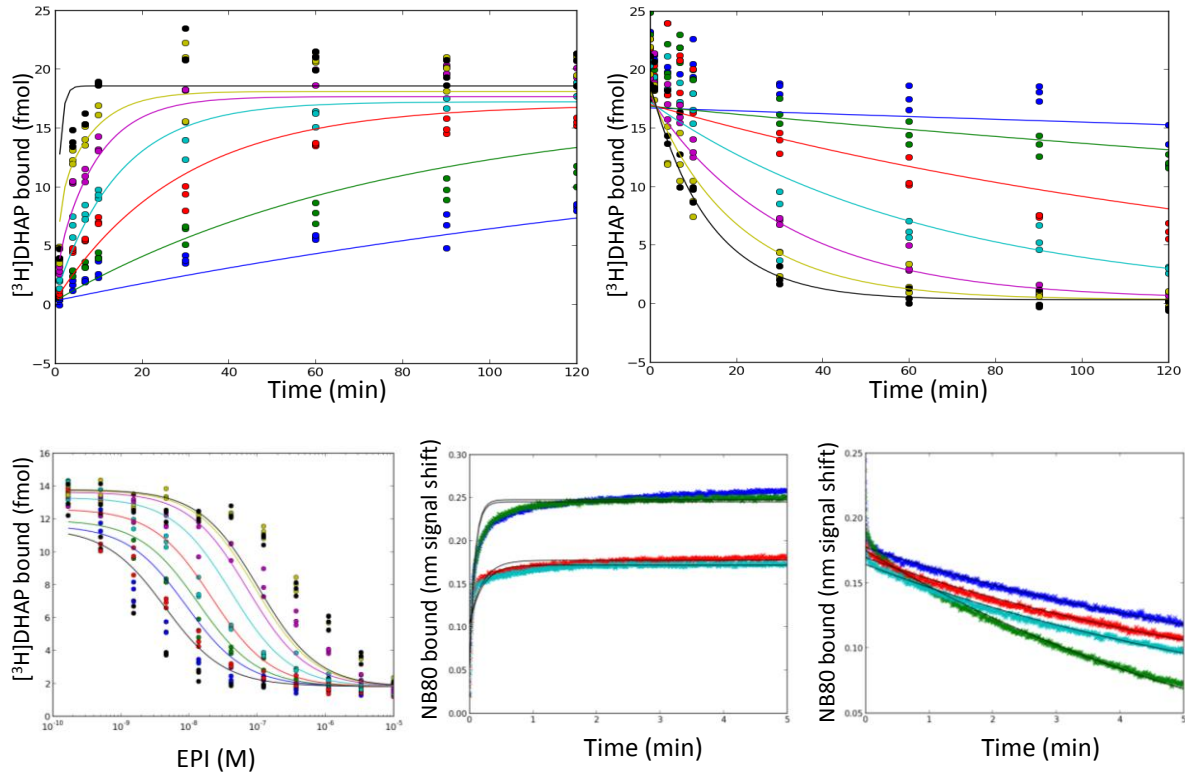 [³H]DHAP bound (fmol)
25
20
15
10
5
0
−5
0 20 40 60 80 100 120
Time (min)
[³H]DHAP bound (fmol)
25
20
15
10
5
0
−5
0 20 40 60 80 100 120
Time (min)
[³H]DHAP bound (fmol)
16
14
12
10
8
6
4
2
0
10⁻¹⁰ 10⁻⁹ 10⁻⁸ 10⁻⁷ 10⁻⁶ 10⁻⁵
EPI (M)
NB80 bound (nm signal shift)
0.30
0.25
0.20
0.15
0.10
0.05
0.00
0 1 2 3 4 5
Time (min)
NB80 bound (nm signal shift)
0.25
0.20
0.15
0.10
0.05
0 1 2 3 4 5
Time (min)